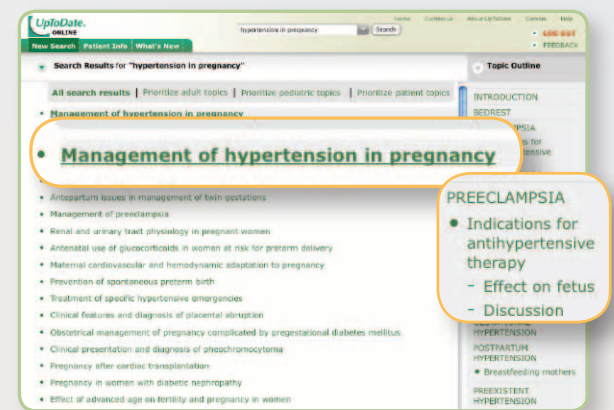 UpToDate®
ONLINE
hypertension in pregnancy
Search
Home Contact us About UpToDate Careers Help
LOG OUT
FEEDBACK
New Search Patient Info What's New
Search Results for "hypertension in pregnancy"
Topic Outline
All search results | Prioritize adult topics | Prioritize pediatric topics | Prioritize patient topics
INTRODUCTION
BEDREST
• Management of hypertension in pregnancy
• Management of hypertension in pregnancy
PREECLAMPSIA
• Indications for
antihypertensive
therapy
- Effect on fetus
- Discussion
• Antepartum issues in management of twin gestations
• Management of preeclampsia
• Renal and urinary tract physiology in pregnant women
• Antenatal use of glucocorticoids in women at risk for preterm delivery
• Maternal cardiovascular and hemodynamic adaptation to pregnancy
• Prevention of spontaneous preterm birth
• Treatment of specific hypertensive emergencies
• Clinical features and diagnosis of placental abruption
• Obstetrical management of pregnancy complicated by pregestational diabetes mellitus
• Clinical presentation and diagnosis of pheochromocytoma
• Pregnancy after cardiac transplantation
• Pregnancy in women with diabetic nephropathy
• Effect of advanced age on fertility and pregnancy in women
HYPERTENSION
POSTPARTUM
HYPERTENSION
• Breastfeeding mothers
PREEXISTENT
HYPERTENSION